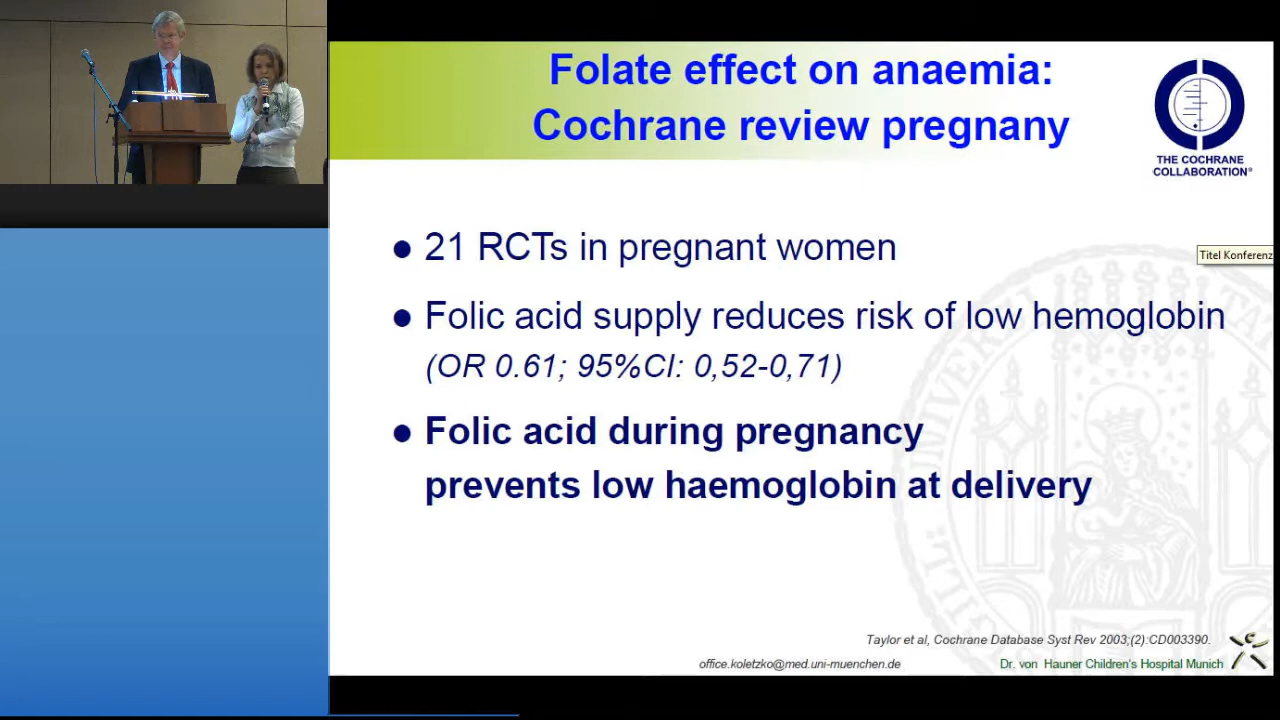 Folate effect on anaemia:
Cochrane review pregnany
THE COCHRANE
COLLABORATION®
● 21 RCTs in pregnant women
Titel Konferenz
● Folic acid supply reduces risk of low hemoglobin
(OR 0.61; 95%CI: 0,52-0,71)
● Folic acid during pregnancy
prevents low haemoglobin at delivery
Taylor et al, Cochrane Database Syst Rev 2003;(2):CD003390.
office.koletzko@med.uni-muenchen.de
Dr. von Hauner Children's Hospital Munich